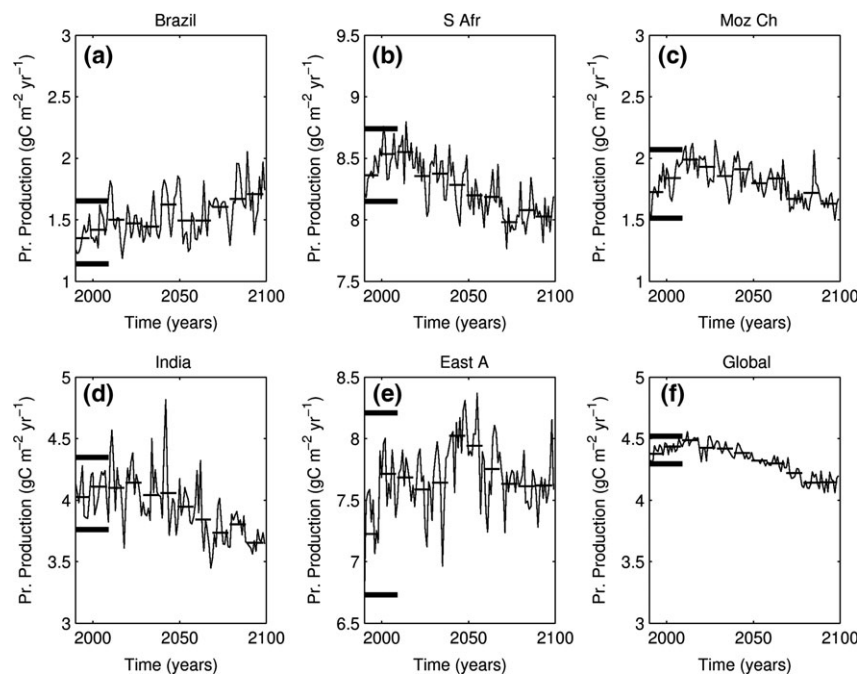 Brazil
(a)
Pr. Production (gC m⁻² yr⁻¹)
3
2.5
2
1.5
1
2000 2050 2100
Time (years)
S Afr
(b)
Pr. Production (gC m⁻² yr⁻¹)
9.5
9
8.5
8
7.5
2000 2050 2100
Time (years)
Moz Ch
(c)
Pr. Production (gC m⁻² yr⁻¹)
3
2.5
2
1.5
1
2000 2050 2100
Time (years)
India
(d)
Pr. Production (gC m⁻² yr⁻¹)
5
4.5
4
3.5
3
2000 2050 2100
Time (years)
East A
(e)
Pr. Production (gC m⁻² yr⁻¹)
8.5
8
7.5
7
6.5
2000 2050 2100
Time (years)
Global
(f)
Pr. Production (gC m⁻² yr⁻¹)
5
4.5
4
3.5
3
2000 2050 2100
Time (years)